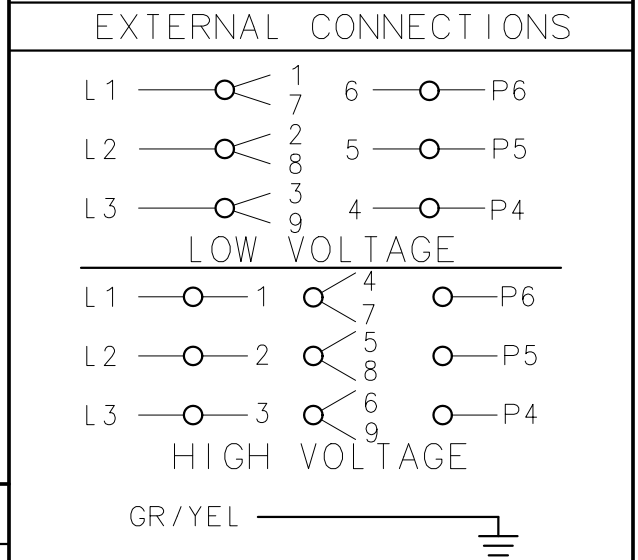 EXTERNAL CONNECTIONS
L1 1 7 6 P6
L2 2 8 5 P5
L3 3 9 4 P4
LOW VOLTAGE
L1 1 4 7 P6
L2 2 5 8 P5
L3 3 6 9 P4
HIGH VOLTAGE
GR/YEL